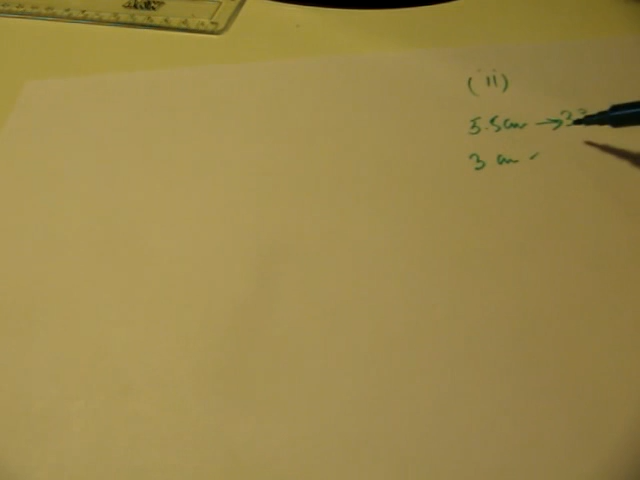 (ii)
5.5cm →
3 cm